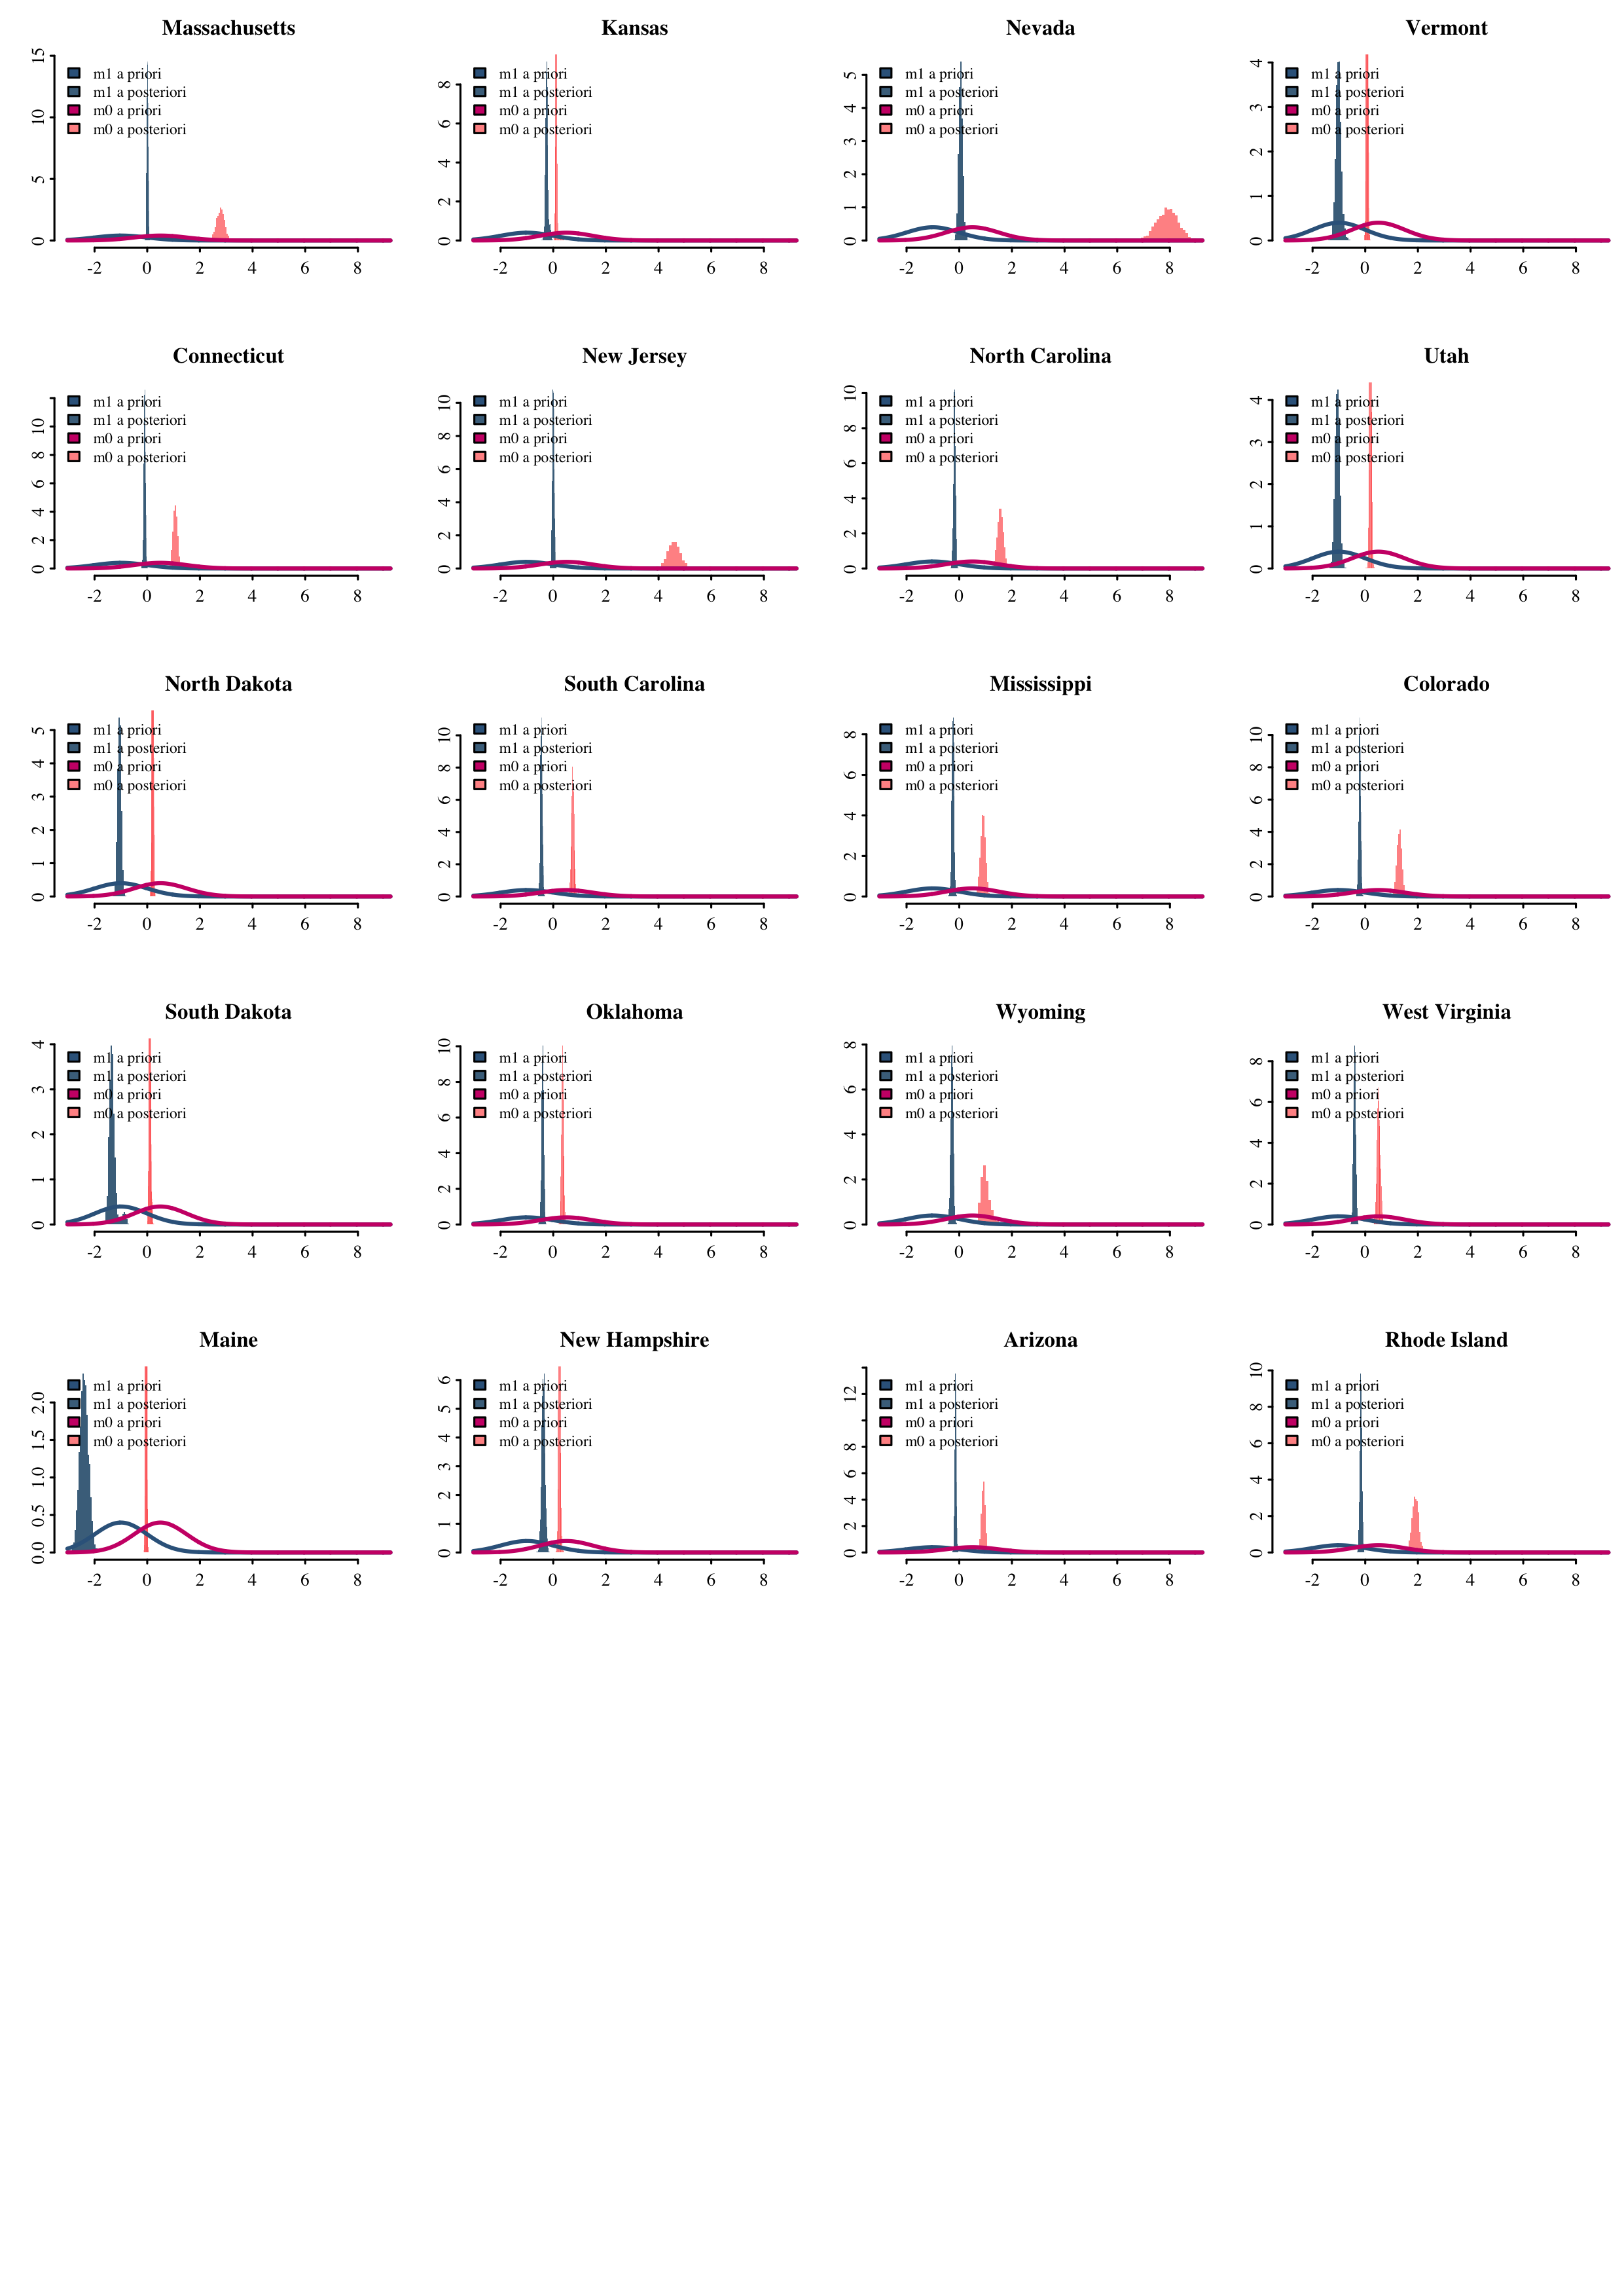 Massachusetts
m1 a priori
m1 a posteriori
m0 a priori
m0 a posteriori
0 5 10 15
-2 0 2 4 6 8
Kansas
m1 a priori
m1 a posteriori
m0 a priori
m0 a posteriori
0 2 4 6 8
-2 0 2 4 6 8
Nevada
m1 a priori
m1 a posteriori
m0 a priori
m0 a posteriori
0 1 2 3 4 5
-2 0 2 4 6 8
Vermont
m1 a priori
m1 a posteriori
m0 a priori
m0 a posteriori
0 1 2 3 4
-2 0 2 4 6 8
Connecticut
m1 a priori
m1 a posteriori
m0 a priori
m0 a posteriori
0 2 4 6 8 10
-2 0 2 4 6 8
New Jersey
m1 a priori
m1 a posteriori
m0 a priori
m0 a posteriori
0 2 4 6 8 10
-2 0 2 4 6 8
North Carolina
m1 a priori
m1 a posteriori
m0 a priori
m0 a posteriori
0 2 4 6 8 10
-2 0 2 4 6 8
Utah
m1 a priori
m1 a posteriori
m0 a priori
m0 a posteriori
0 1 2 3 4
-2 0 2 4 6 8
North Dakota
m1 a priori
m1 a posteriori
m0 a priori
m0 a posteriori
0 1 2 3 4 5
-2 0 2 4 6 8
South Carolina
m1 a priori
m1 a posteriori
m0 a priori
m0 a posteriori
0 2 4 6 8 10
-2 0 2 4 6 8
Mississippi
m1 a priori
m1 a posteriori
m0 a priori
m0 a posteriori
0 2 4 6 8
-2 0 2 4 6 8
Colorado
m1 a priori
m1 a posteriori
m0 a priori
m0 a posteriori
0 2 4 6 8 10
-2 0 2 4 6 8
South Dakota
m1 a priori
m1 a posteriori
m0 a priori
m0 a posteriori
0 1 2 3 4
-2 0 2 4 6 8
Oklahoma
m1 a priori
m1 a posteriori
m0 a priori
m0 a posteriori
0 2 4 6 8 10
-2 0 2 4 6 8
Wyoming
m1 a priori
m1 a posteriori
m0 a priori
m0 a posteriori
0 2 4 6 8
-2 0 2 4 6 8
West Virginia
m1 a priori
m1 a posteriori
m0 a priori
m0 a posteriori
0 2 4 6 8
-2 0 2 4 6 8
Maine
m1 a priori
m1 a posteriori
m0 a priori
m0 a posteriori
0.0 0.5 1.0 1.5 2.0
-2 0 2 4 6 8
New Hampshire
m1 a priori
m1 a posteriori
m0 a priori
m0 a posteriori
0 1 2 3 4 5 6
-2 0 2 4 6 8
Arizona
m1 a priori
m1 a posteriori
m0 a priori
m0 a posteriori
0 2 4 6 8 12
-2 0 2 4 6 8
Rhode Island
m1 a priori
m1 a posteriori
m0 a priori
m0 a posteriori
0 2 4 6 8 10
-2 0 2 4 6 8